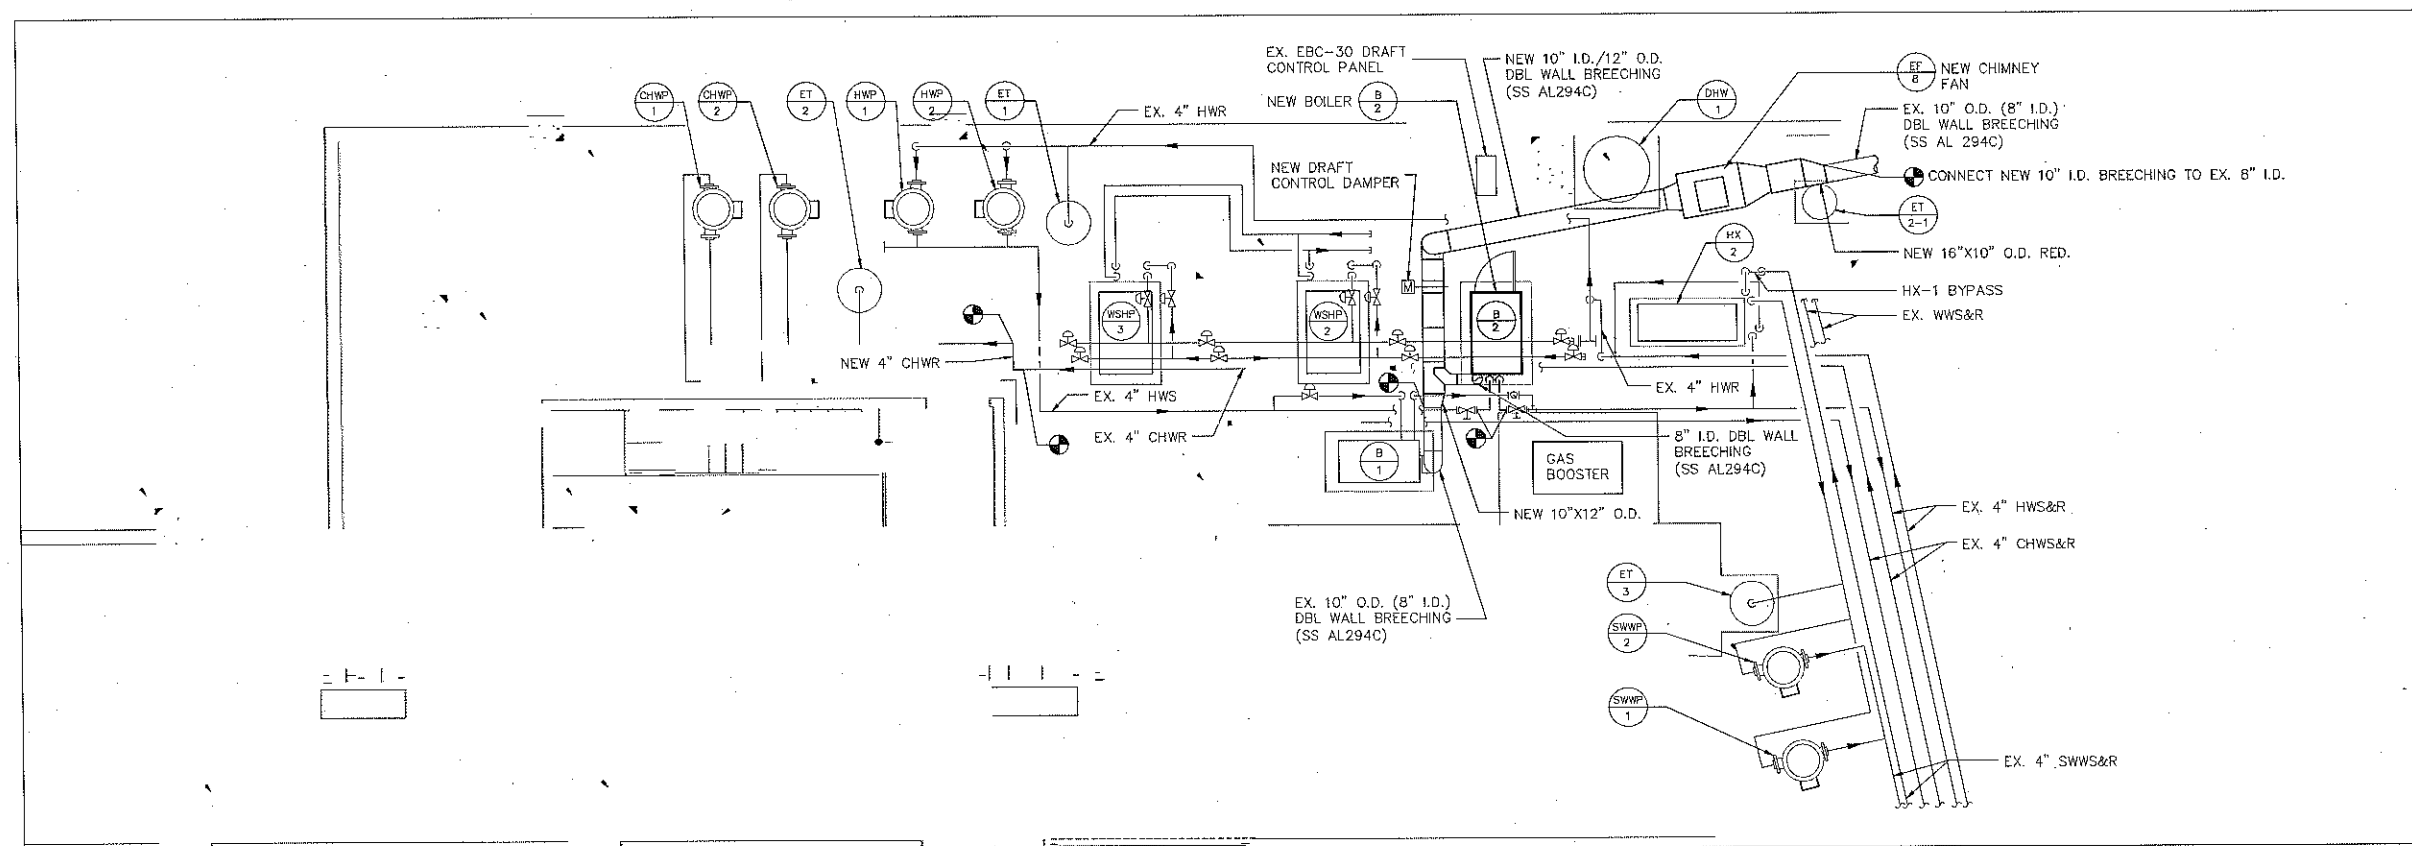 EX. EBC-30 DRAFT
CONTROL PANEL
NEW 10" I.D./12" O.D.
DBL WALL BREECHING
(SS AL294C)
EF
8
NEW CHIMNEY
FAN
CHWP
1
CHWP
2
ET
2
HWP
1
HWP
2
ET
1
EX. 4" HWR
NEW BOILER
B
2
DHW
1
EX. 10" O.D. (8" I.D.)
DBL WALL BREECHING
(SS AL 294C)
NEW DRAFT
CONTROL DAMPER
CONNECT NEW 10" I.D. BREECHING TO EX. 8" I.D.
ET
2-1
HX
2
NEW 16"X10" O.D. RED.
M
HX-1 BYPASS
WSHP
3
WSHP
2
B
2
EX. WWS&R
NEW 4" CHWR
EX. 4" HWS
EX. 4" HWR
EX. 4" CHWR
8" I.D. DBL WALL
BREECHING
(SS AL294C)
B
1
GAS
BOOSTER
NEW 10"X12" O.D.
EX. 4" HWS&R
EX. 4" CHWS&R
ET
3
EX. 10" O.D. (8" I.D.)
DBL WALL BREECHING
(SS AL294C)
SWWP
2
SWWP
1
EX. 4" SWWS&R